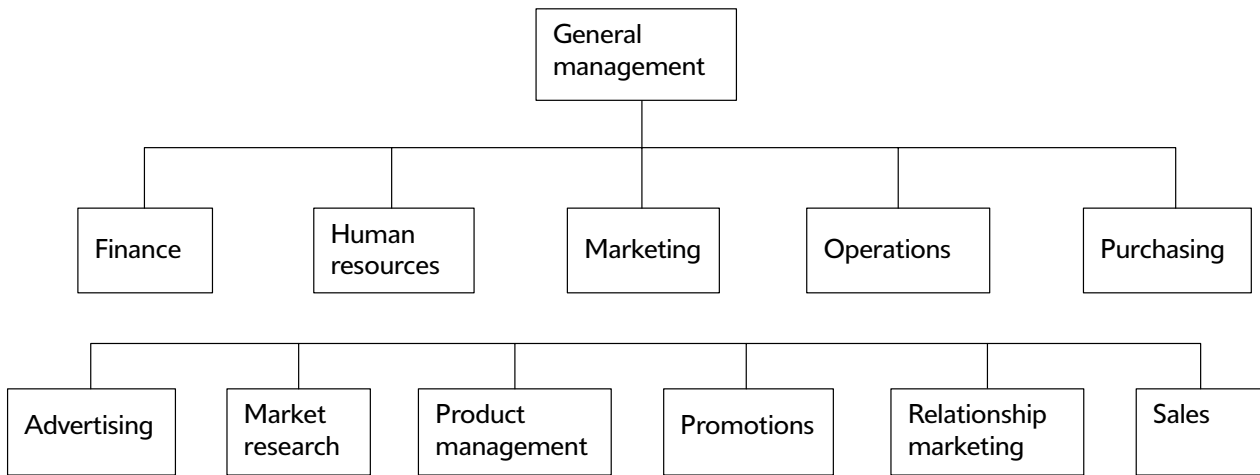 General
management
Finance
Human
resources
Marketing
Operations
Purchasing
Advertising
Market
research
Product
management
Promotions
Relationship
marketing
Sales